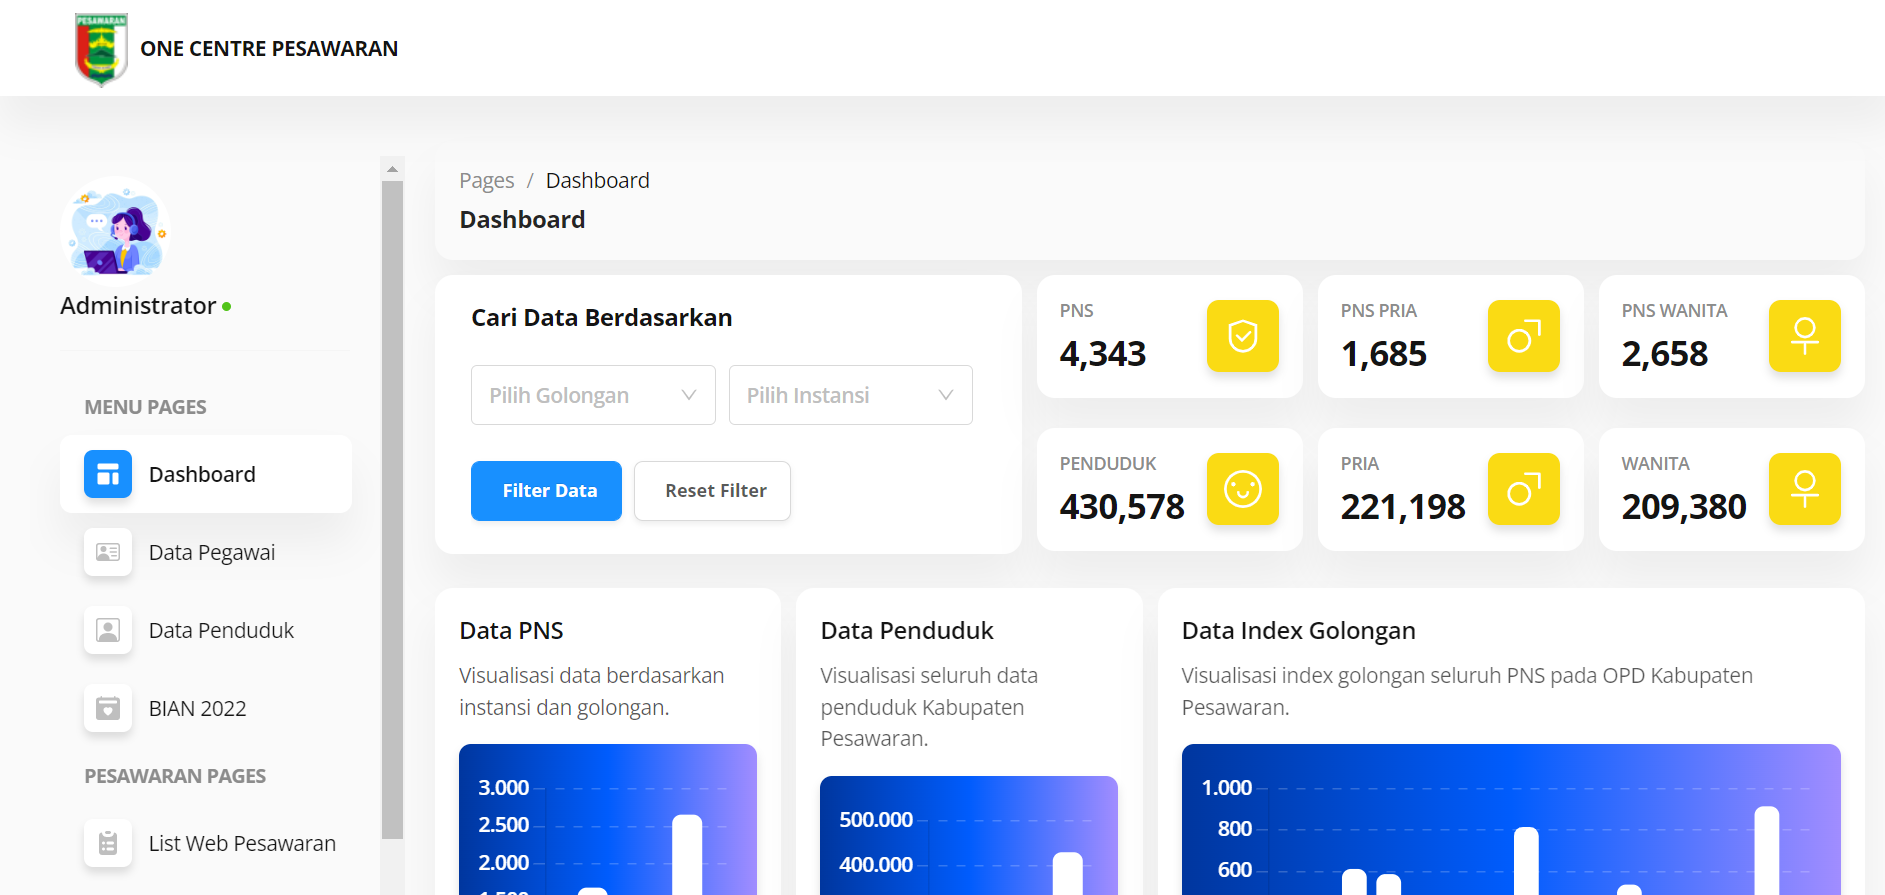 PESAWARAN
ONE CENTRE PESAWARAN
Administrator
MENU PAGES
Dashboard
Data Pegawai
Data Penduduk
BIAN 2022
PESAWARAN PAGES
List Web Pesawaran
Pages / Dashboard
Dashboard
Cari Data Berdasarkan
Pilih Golongan
Pilih Instansi
Filter Data
Reset Filter
PNS
4,343
PNS PRIA
1,685
PNS WANITA
2,658
PENDUDUK
430,578
PRIA
221,198
WANITA
209,380
Data PNS
Visualisasi data berdasarkan
instansi dan golongan.
3.000
2.500
2.000
1.500
Data Penduduk
Visualisasi seluruh data
penduduk Kabupaten
Pesawaran.
500.000
400.000
Data Index Golongan
Visualisasi index golongan seluruh PNS pada OPD Kabupaten
Pesawaran.
1.000
800
600